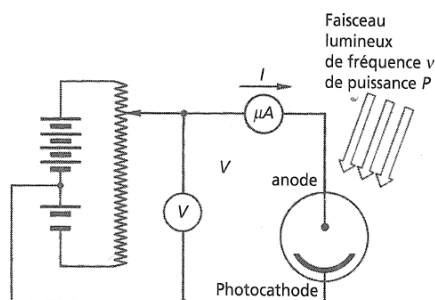 Faisceau
lumineux
de fréquence ν
de puissance P
I
μA
V
anode
V
Photocathode